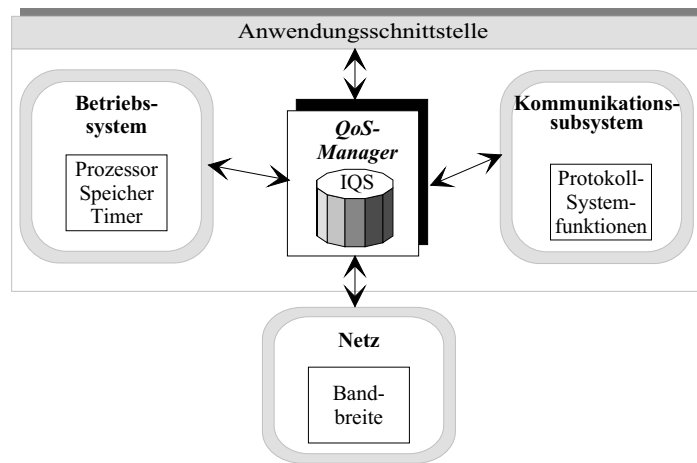 Anwendungsschnittstelle
Betriebs-
system
Prozessor
Speicher
Timer
QoS-
Manager
IQS
Kommunikations-
subsystem
Protokoll-
System-
funktionen
Netz
Band-
breite